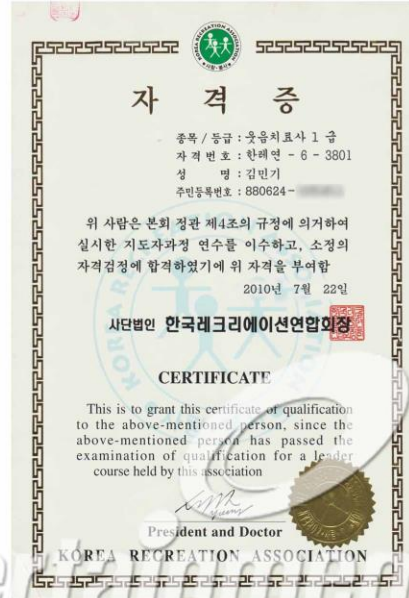 KOREA RECREATION ASSOCIATION
자 격 증
종목 / 등급 : 웃음치료사 1 급
자 격 번 호 : 한레연 - 6 - 3801
성 명 : 김민기
주민등록번호 : 880624-
위 사람은 본회 정관 제4조의 규정에 의거하여
실시한 지도자과정 연수를 이수하고, 소정의
자격검정에 합격하였기에 위 자격을 부여함
2010년 7월 22일
사단법인 한국레크리에이션연합회장
CERTIFICATE
This is to grant this certificate of qualification
to the above-mentioned person, since the
above-mentioned person has passed the
examination of qualification for a leader
course held by this association
President and Doctor
KOREA RECREATION ASSOCIATION